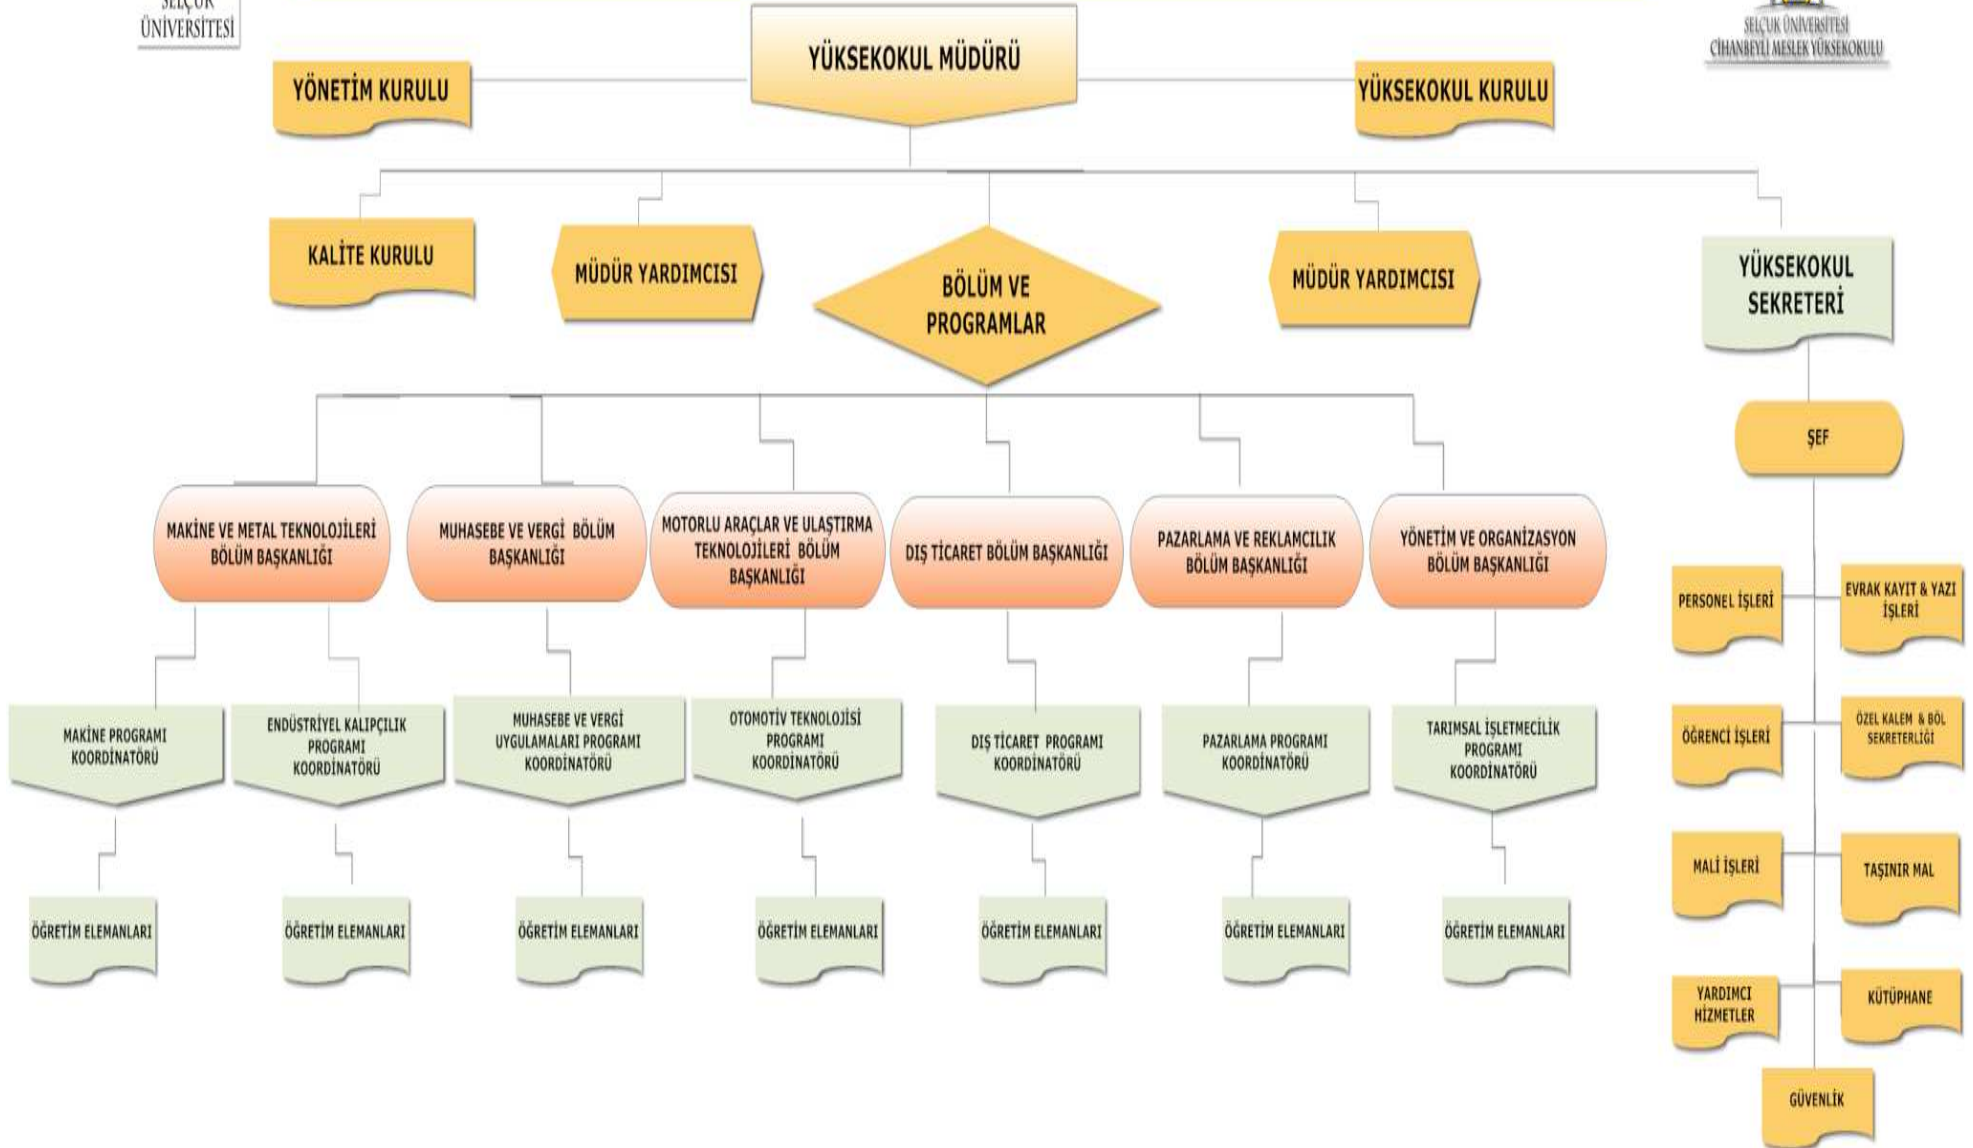 SELÇUK
ÜNİVERSİTESİ
SELÇUK ÜNİVERSİTESİ
CİHANBEYLİ MESLEK YÜKSEKOKULU
YÜKSEKOKUL MÜDÜRÜ
YÖNETİM KURULU
YÜKSEKOKUL KURULU
KALİTE KURULU
MÜDÜR YARDIMCISI
BÖLÜM VE
PROGRAMLAR
MÜDÜR YARDIMCISI
YÜKSEKOKUL
SEKRETERİ
ŞEF
MAKİNE VE METAL TEKNOLOJİLERİ
BÖLÜM BAŞKANLIĞI
MUHASEBE VE VERGİ BÖLÜM
BAŞKANLIĞI
MOTORLU ARAÇLAR VE ULAŞTIRMA
TEKNOLOJİLERİ BÖLÜM
BAŞKANLIĞI
DIŞ TİCARET BÖLÜM BAŞKANLIĞI
PAZARLAMA VE REKLAMCILIK
BÖLÜM BAŞKANLIĞI
YÖNETİM VE ORGANİZASYON
BÖLÜM BAŞKANLIĞI
MAKİNE PROGRAMI
KOORDİNATÖRÜ
ENDÜSTRİYEL KALIPÇILIK
PROGRAMI
KOORDİNATÖRÜ
MUHASEBE VE VERGİ
UYGULAMALARI PROGRAMI
KOORDİNATÖRÜ
OTOMOTİV TEKNOLOJİSİ
PROGRAMI
KOORDİNATÖRÜ
DIŞ TİCARET PROGRAMI
KOORDİNATÖRÜ
PAZARLAMA PROGRAMI
KOORDİNATÖRÜ
TARIMSAL İŞLETMECİLİK
PROGRAMI
KOORDİNATÖRÜ
ÖĞRETİM ELEMANLARI
ÖĞRETİM ELEMANLARI
ÖĞRETİM ELEMANLARI
ÖĞRETİM ELEMANLARI
ÖĞRETİM ELEMANLARI
ÖĞRETİM ELEMANLARI
ÖĞRETİM ELEMANLARI
PERSONEL İŞLERİ
EVRAK KAYIT & YAZI
İŞLERİ
ÖĞRENCİ İŞLERİ
ÖZEL KALEM & BÖL
SEKRETERLİĞİ
MALİ İŞLERİ
TAŞINIR MAL
YARDIMCI
HİZMETLER
KÜTÜPHANE
GÜVENLİK